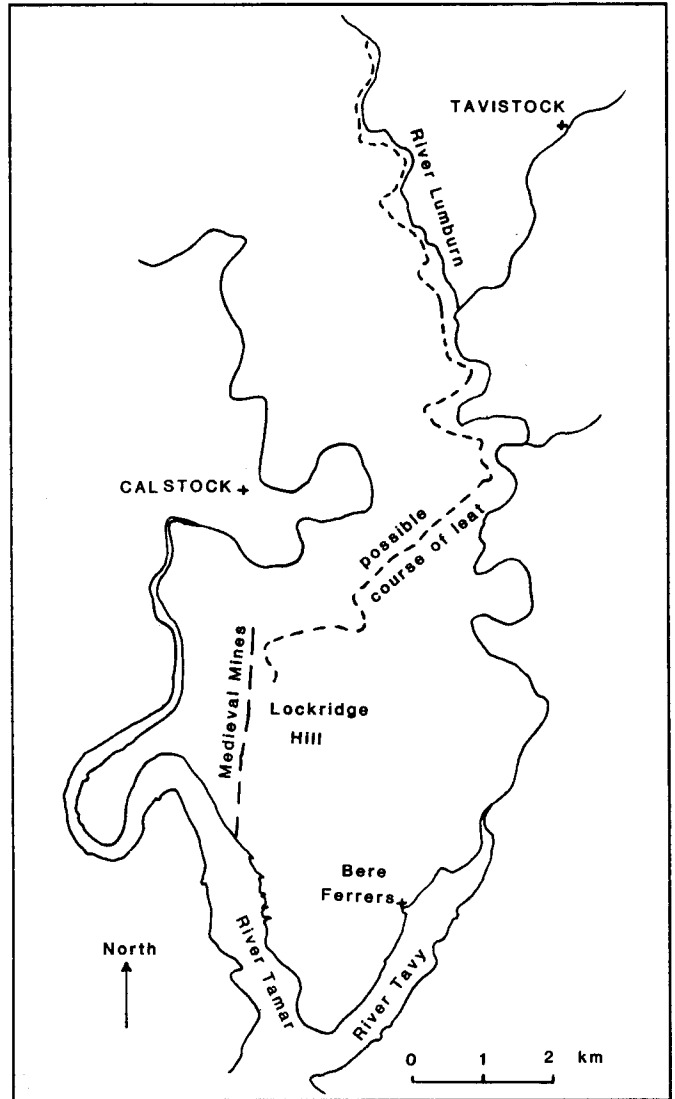 TAVISTOCK
River Lumburn
CALSTOCK
possible
course of leat
Medieval Mines
Lockridge
Hill
Bere
Ferrers
North
River Tamar
River Tavy
0 1 2 km